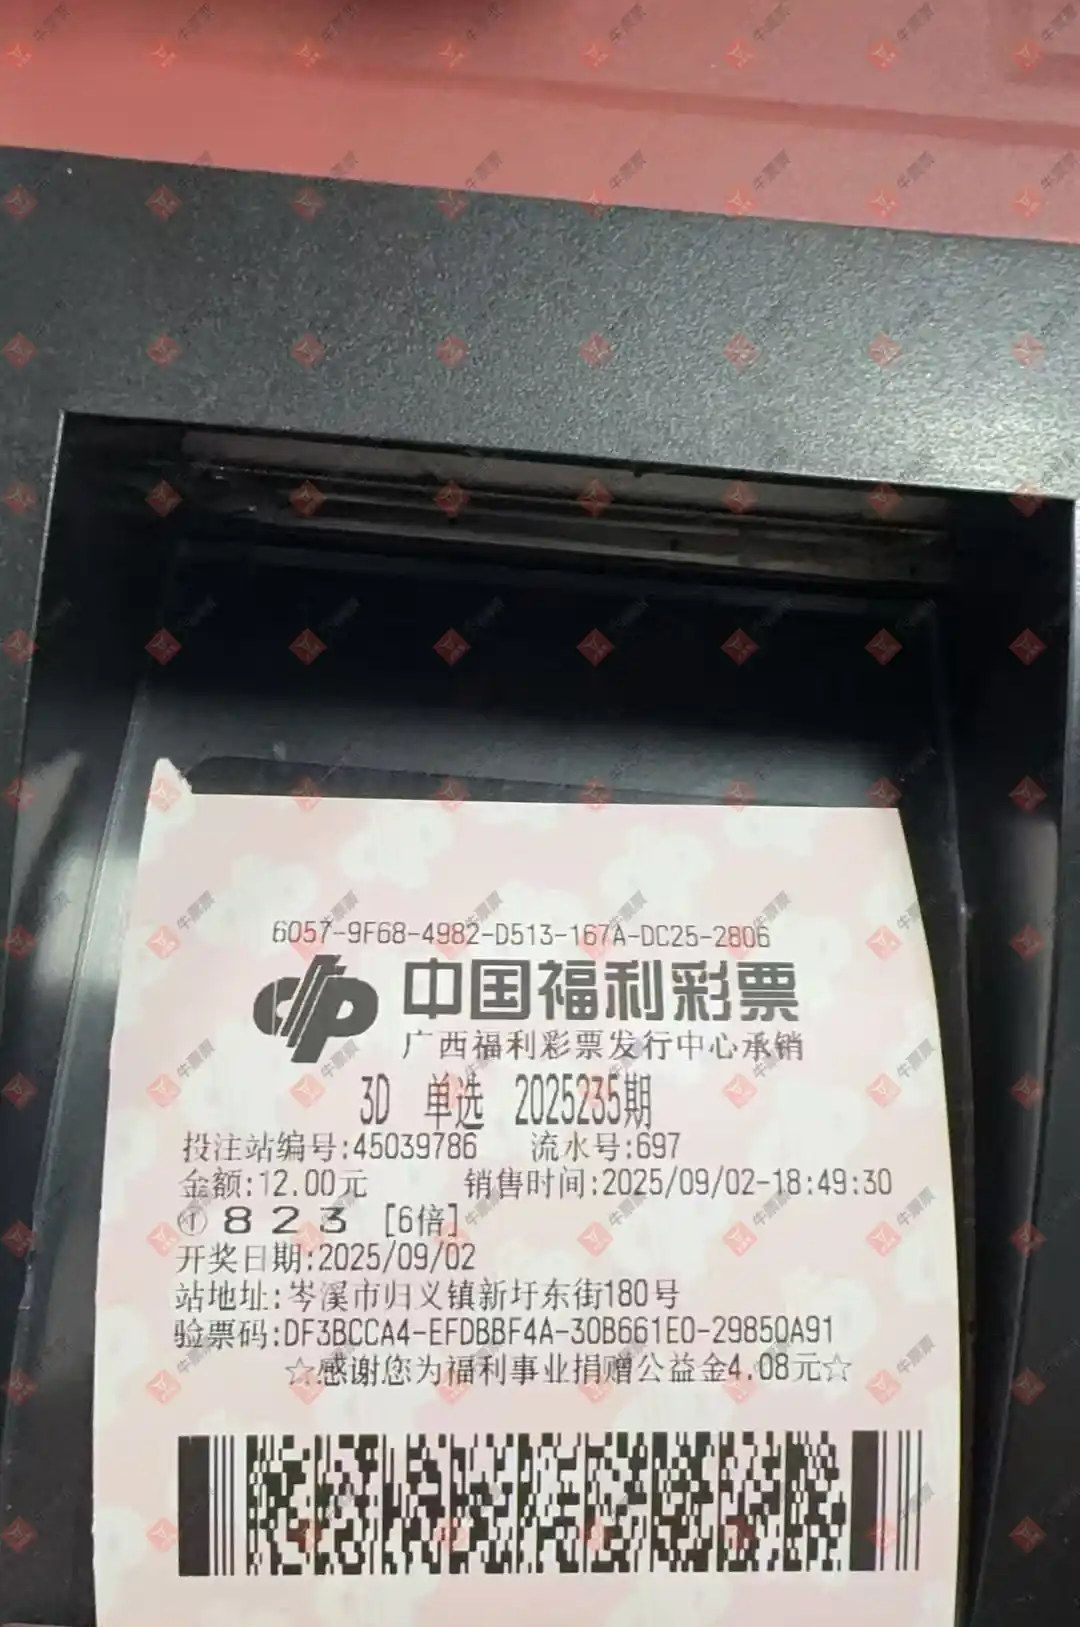 6057-9F68-4982-D513-167A-DC25-2806
中国福利彩票
广西福利彩票发行中心承销
3D 单选 2025235期
投注站编号:45039786 流水号:697
金额:12.00元 销售时间:2025/09/02-18:49:30
① 8 2 3 [6倍]
开奖日期:2025/09/02
站地址:岑溪市归义镇新圩东街180号
验票码:DF3BCCA4-EFDBBF4A-30B661E0-29850A91
☆感谢您为福利事业捐赠公益金4.08元☆
牛票票